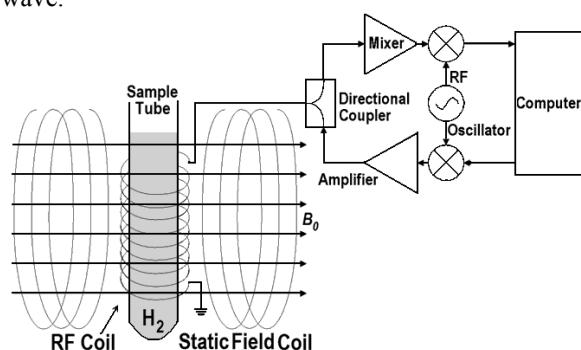 wave.
Mixer
Sample
Tube
RF
Directional
Coupler
Computer
Oscillator
Amplifier
B0
H2
RF Coil
Static Field Coil